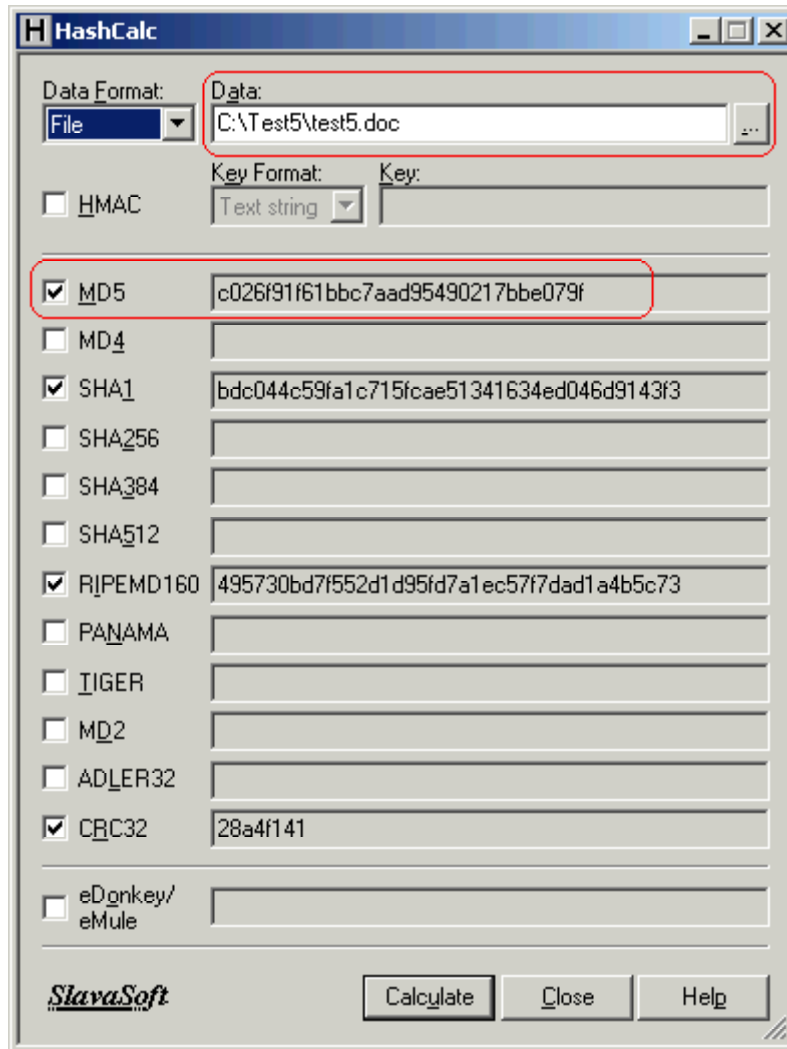 HashCalc
Data Format: Data:
File C:\Test5\test5.doc ...
Key Format: Key:
HMAC Text string
MD5 c026f91f61bbc7aad95490217bbe079f
MD4
SHA1 bdc044c59fa1c715fcae51341634ed046d9143f3
SHA256
SHA384
SHA512
RIPEMD160 495730bd7f552d1d95fd7a1ec57f7dad1a4b5c73
PANAMA
TIGER
MD2
ADLER32
CRC32 28a4f141
eDonkey/
eMule
SlavaSoft Calculate Close Help